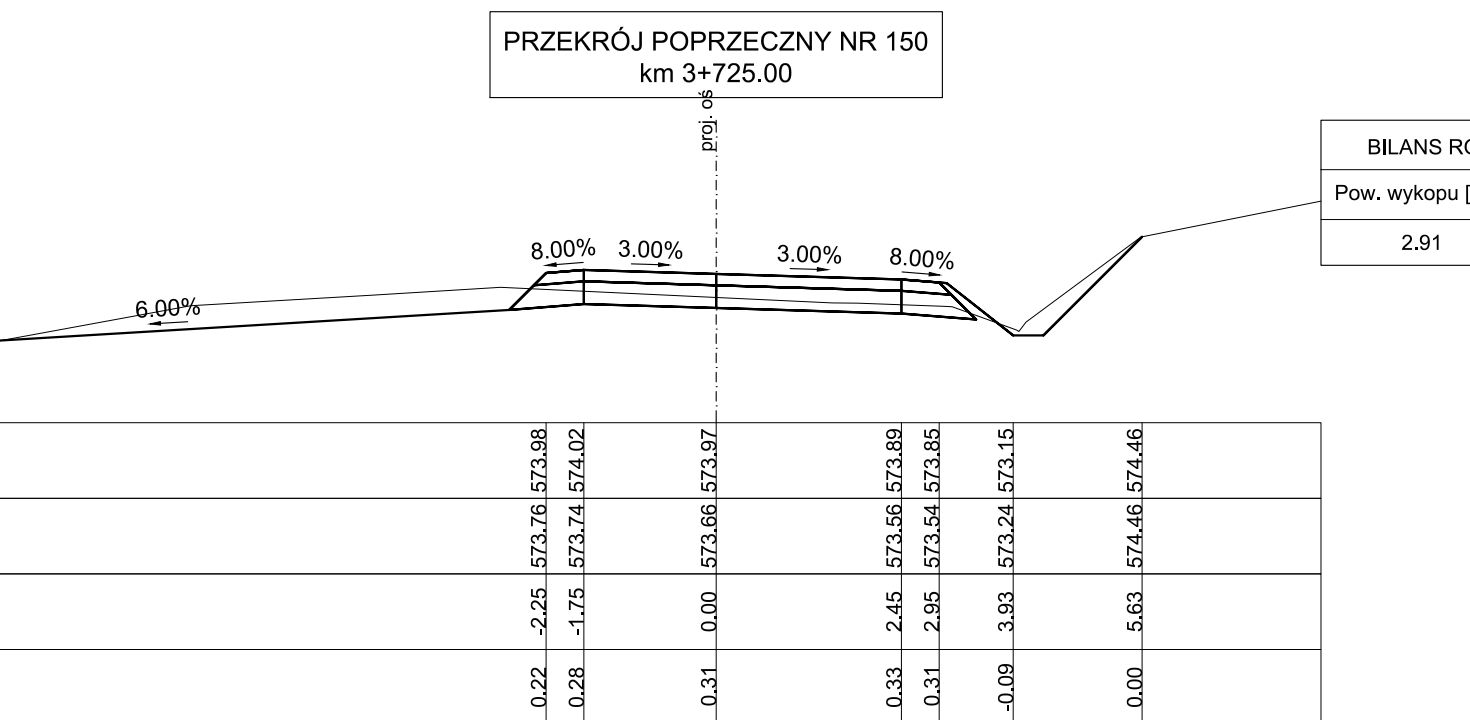 PRZEKRÓJ POPRZECZNY NR 150
km 3+725.00
proj. oś
BILANS RO
Pow. wykopu [
2.91
8.00%
3.00%
3.00%
8.00%
6.00%
573.98 574.02 573.97 573.89 573.85 573.15 574.46
573.76 573.74 573.66 573.56 573.54 573.24 574.46
-2.25 -1.75 0.00 2.45 2.95 3.93 5.63
0.22 0.28 0.31 0.33 0.31 -0.09 0.00